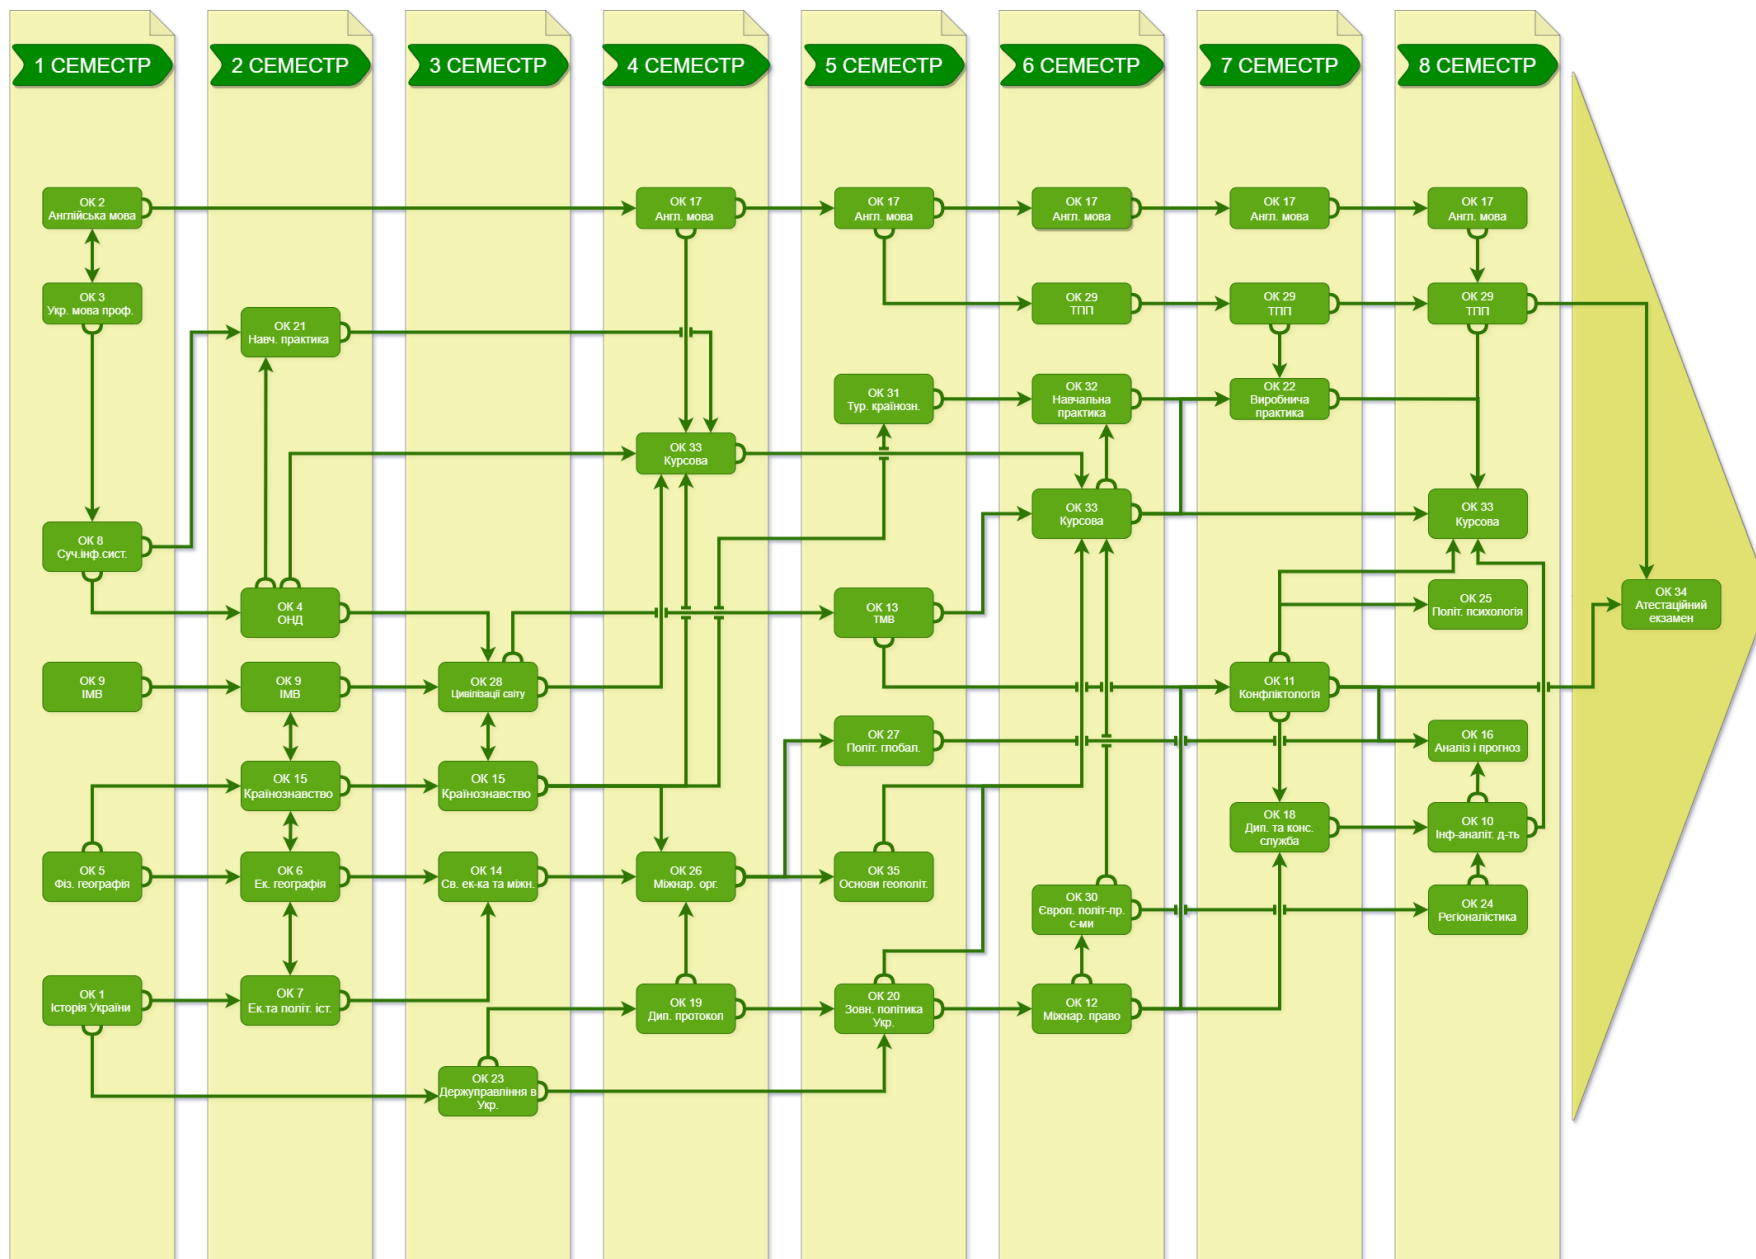 1 СЕМЕСТР
2 СЕМЕСТР
3 СЕМЕСТР
4 СЕМЕСТР
5 СЕМЕСТР
6 СЕМЕСТР
7 СЕМЕСТР
8 СЕМЕСТР
ОК 2
Англійська мова
ОК 3
Укр. мова проф.
ОК 8
Суч.інф.сист.
ОК 9
ІМВ
ОК 5
Фіз. географія
ОК 1
Історія України
ОК 21
Навч. практика
ОК 4
ОНД
ОК 9
ІМВ
ОК 15
Країнознавство
ОК 6
Ек. географія
ОК 7
Ек.та політ. іст.
ОК 28
Цивілізації світу
ОК 15
Країнознавство
ОК 14
Св. ек-ка та міжн.
ОК 23
Держуправління в
Укр.
ОК 17
Англ. мова
ОК 33
Курсова
ОК 26
Міжнар. орг.
ОК 19
Дип. протокол
ОК 17
Англ. мова
ОК 31
Тур. країнозн.
ОК 13
ТМВ
ОК 27
Політ. глобал.
ОК 35
Основи геополіт.
ОК 20
Зовн. політика
Укр.
ОК 17
Англ. мова
ОК 29
ТПП
ОК 32
Навчальна
практика
ОК 33
Курсова
ОК 30
Європ. політ-пр.
с-ми
ОК 12
Міжнар. право
ОК 17
Англ. мова
ОК 29
ТПП
ОК 22
Виробнича
практика
ОК 11
Конфліктологія
ОК 18
Дип. та конс.
служба
ОК 17
Англ. мова
ОК 29
ТПП
ОК 33
Курсова
ОК 25
Політ. психологія
ОК 16
Аналіз і прогноз
ОК 10
Інф-аналіт. д-ть
ОК 24
Регіоналістика
ОК 34
Атестаційний
екзамен